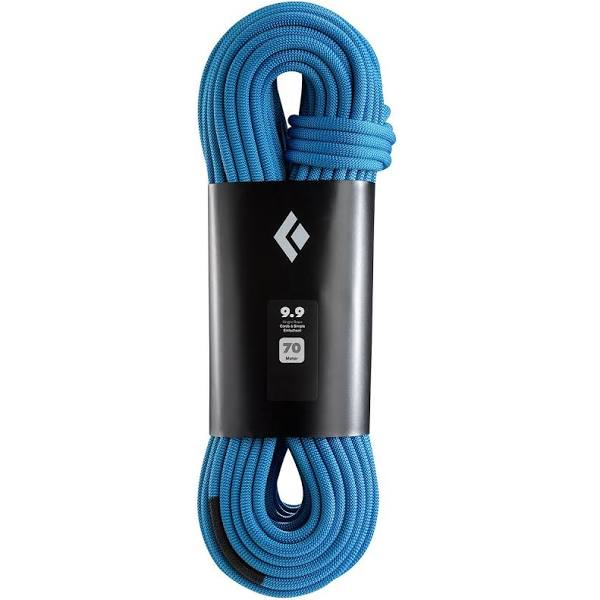 9.9
Single Rope
Corde à Simple
Einfachseil
70
Meter